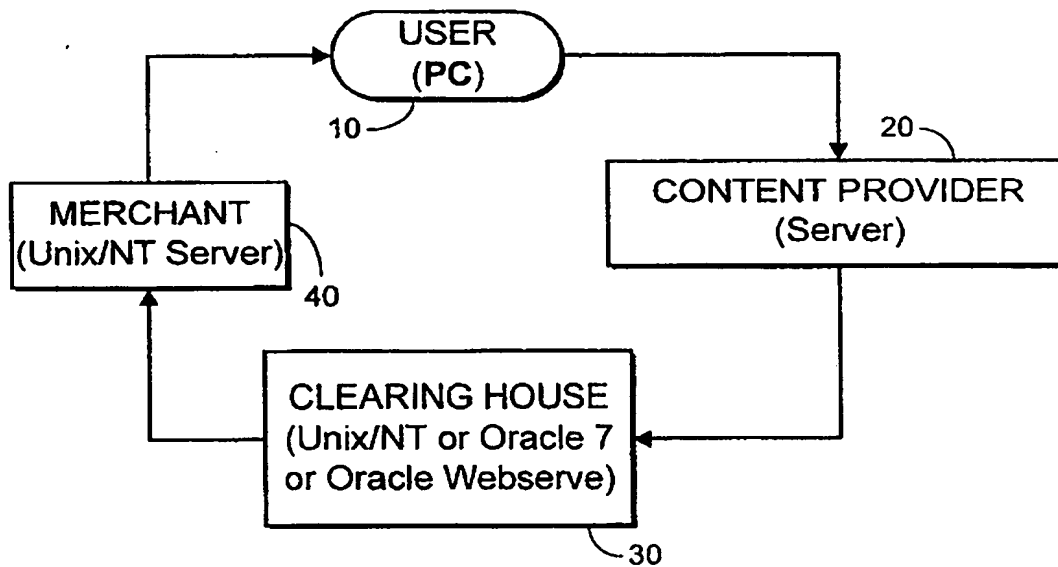 USER
(PC)
10
20
CONTENT PROVIDER
(Server)
MERCHANT
(Unix/NT Server)
40
CLEARING HOUSE
(Unix/NT or Oracle 7
or Oracle Webserve)
30